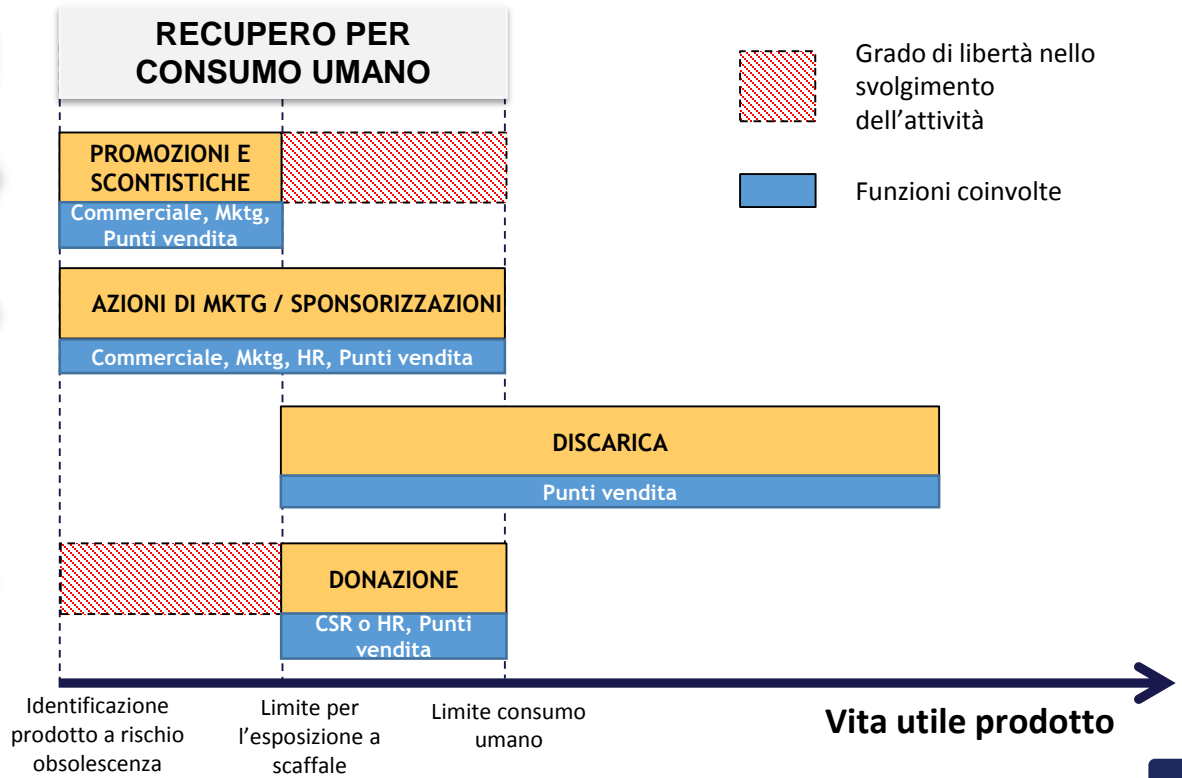 RECUPERO PER
CONSUMO UMANO
Grado di libertà nello
svolgimento
dell'attività
Funzioni coinvolte
PROMOZIONI E
SCONTISTICHE
Commerciale, Mktg,
Punti vendita
AZIONI DI MKTG / SPONSORIZZAZIONI
Commerciale, Mktg, HR, Punti vendita
DISCARICA
Punti vendita
DONAZIONE
CSR o HR, Punti
vendita
Identificazione
prodotto a rischio
obsolescenza
Limite per
l'esposizione a
scaffale
Limite consumo
umano
Vita utile prodotto